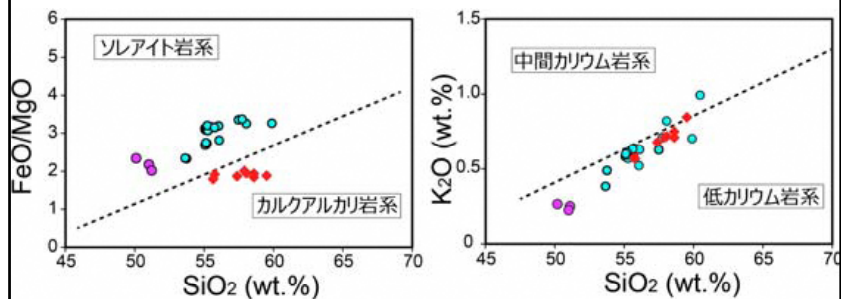 6
5
4
3
2
1
0
FeO/MgO
ソレアイト岩系
カルクアルカリ岩系
45 50 55 60 65 70
SiO2 (wt.%)
1.5
1.0
0.5
0
K2O (wt.%)
中間カリウム岩系
低カリウム岩系
45 50 55 60 65 70
SiO2 (wt.%)